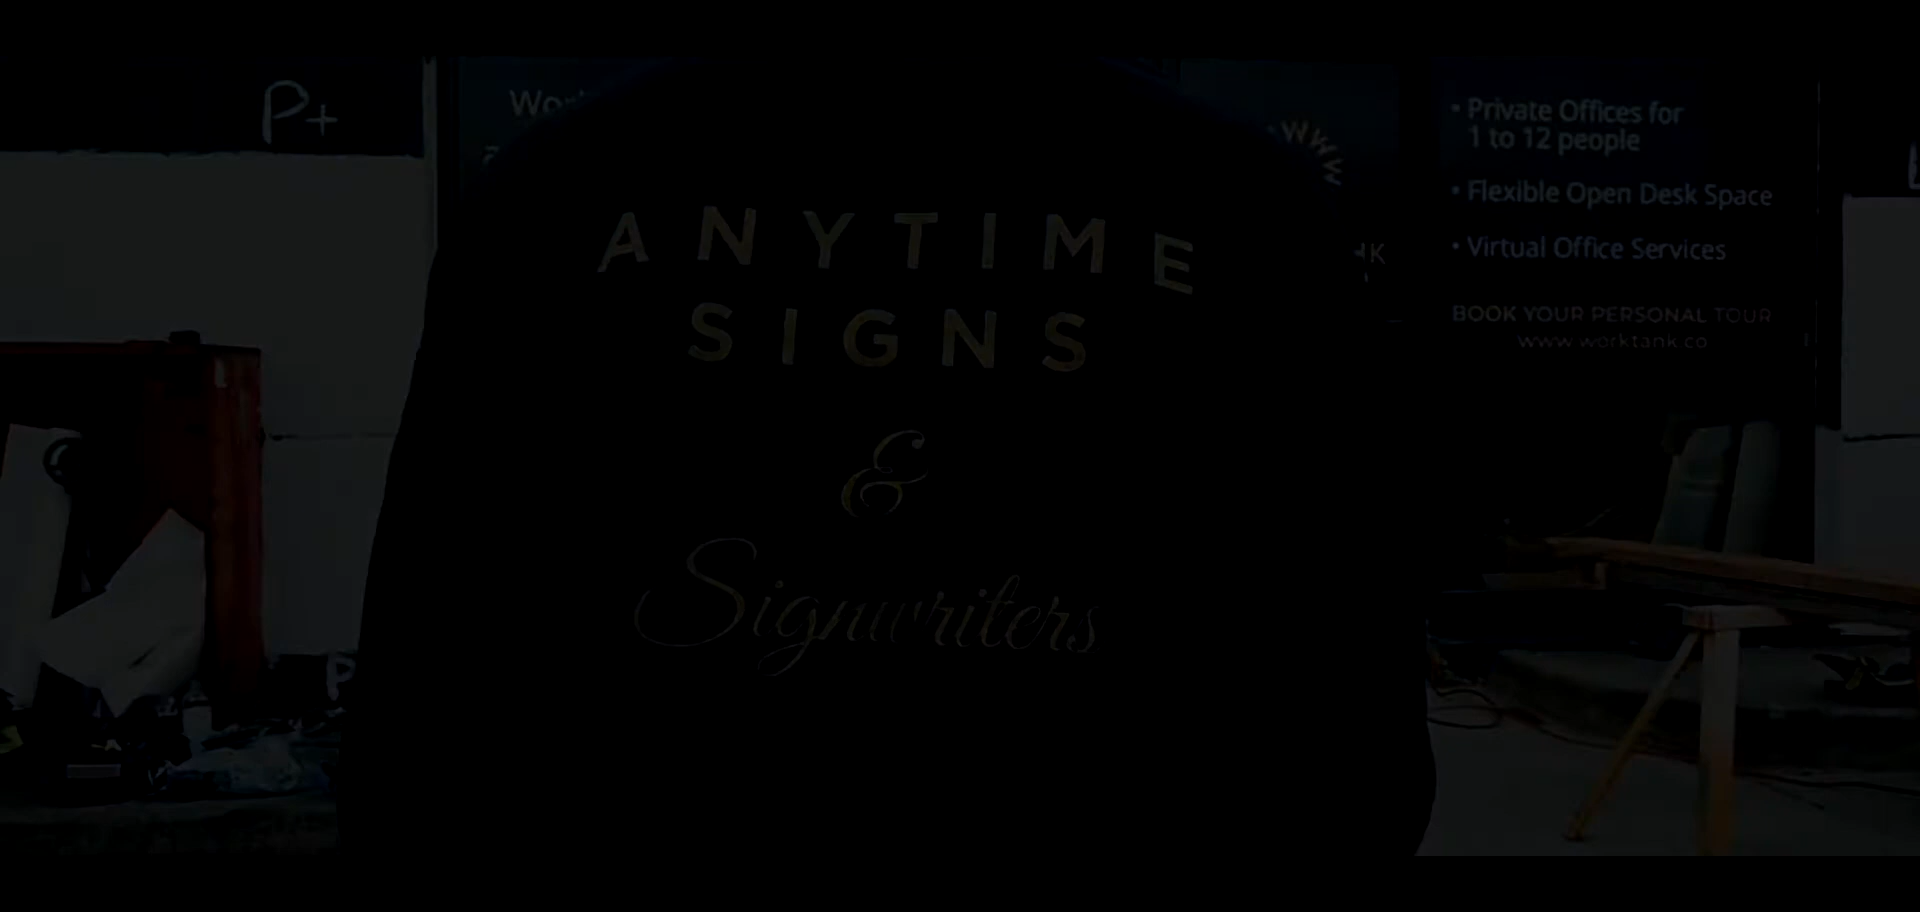 P+
ANYTIME
SIGNS
&
Signwriters
WWW
• Private Offices for
1 to 12 people
• Flexible Open Desk Space
• Virtual Office Services
BOOK YOUR PERSONAL TOUR
www.worktank.co
P